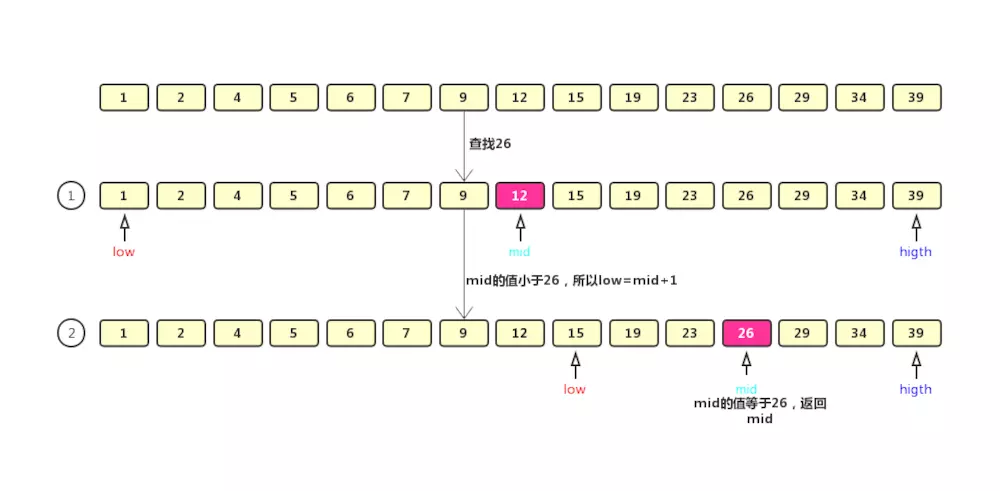 1 2 4 5 6 7 9 12 15 19 23 26 29 34 39
查找26
1 1 2 4 5 6 7 9 12 15 19 23 26 29 34 39
low mid higth
mid的值小于26，所以low=mid+1
2 1 2 4 5 6 7 9 12 15 19 23 26 29 34 39
low mid higth
mid的值等于26，返回
mid